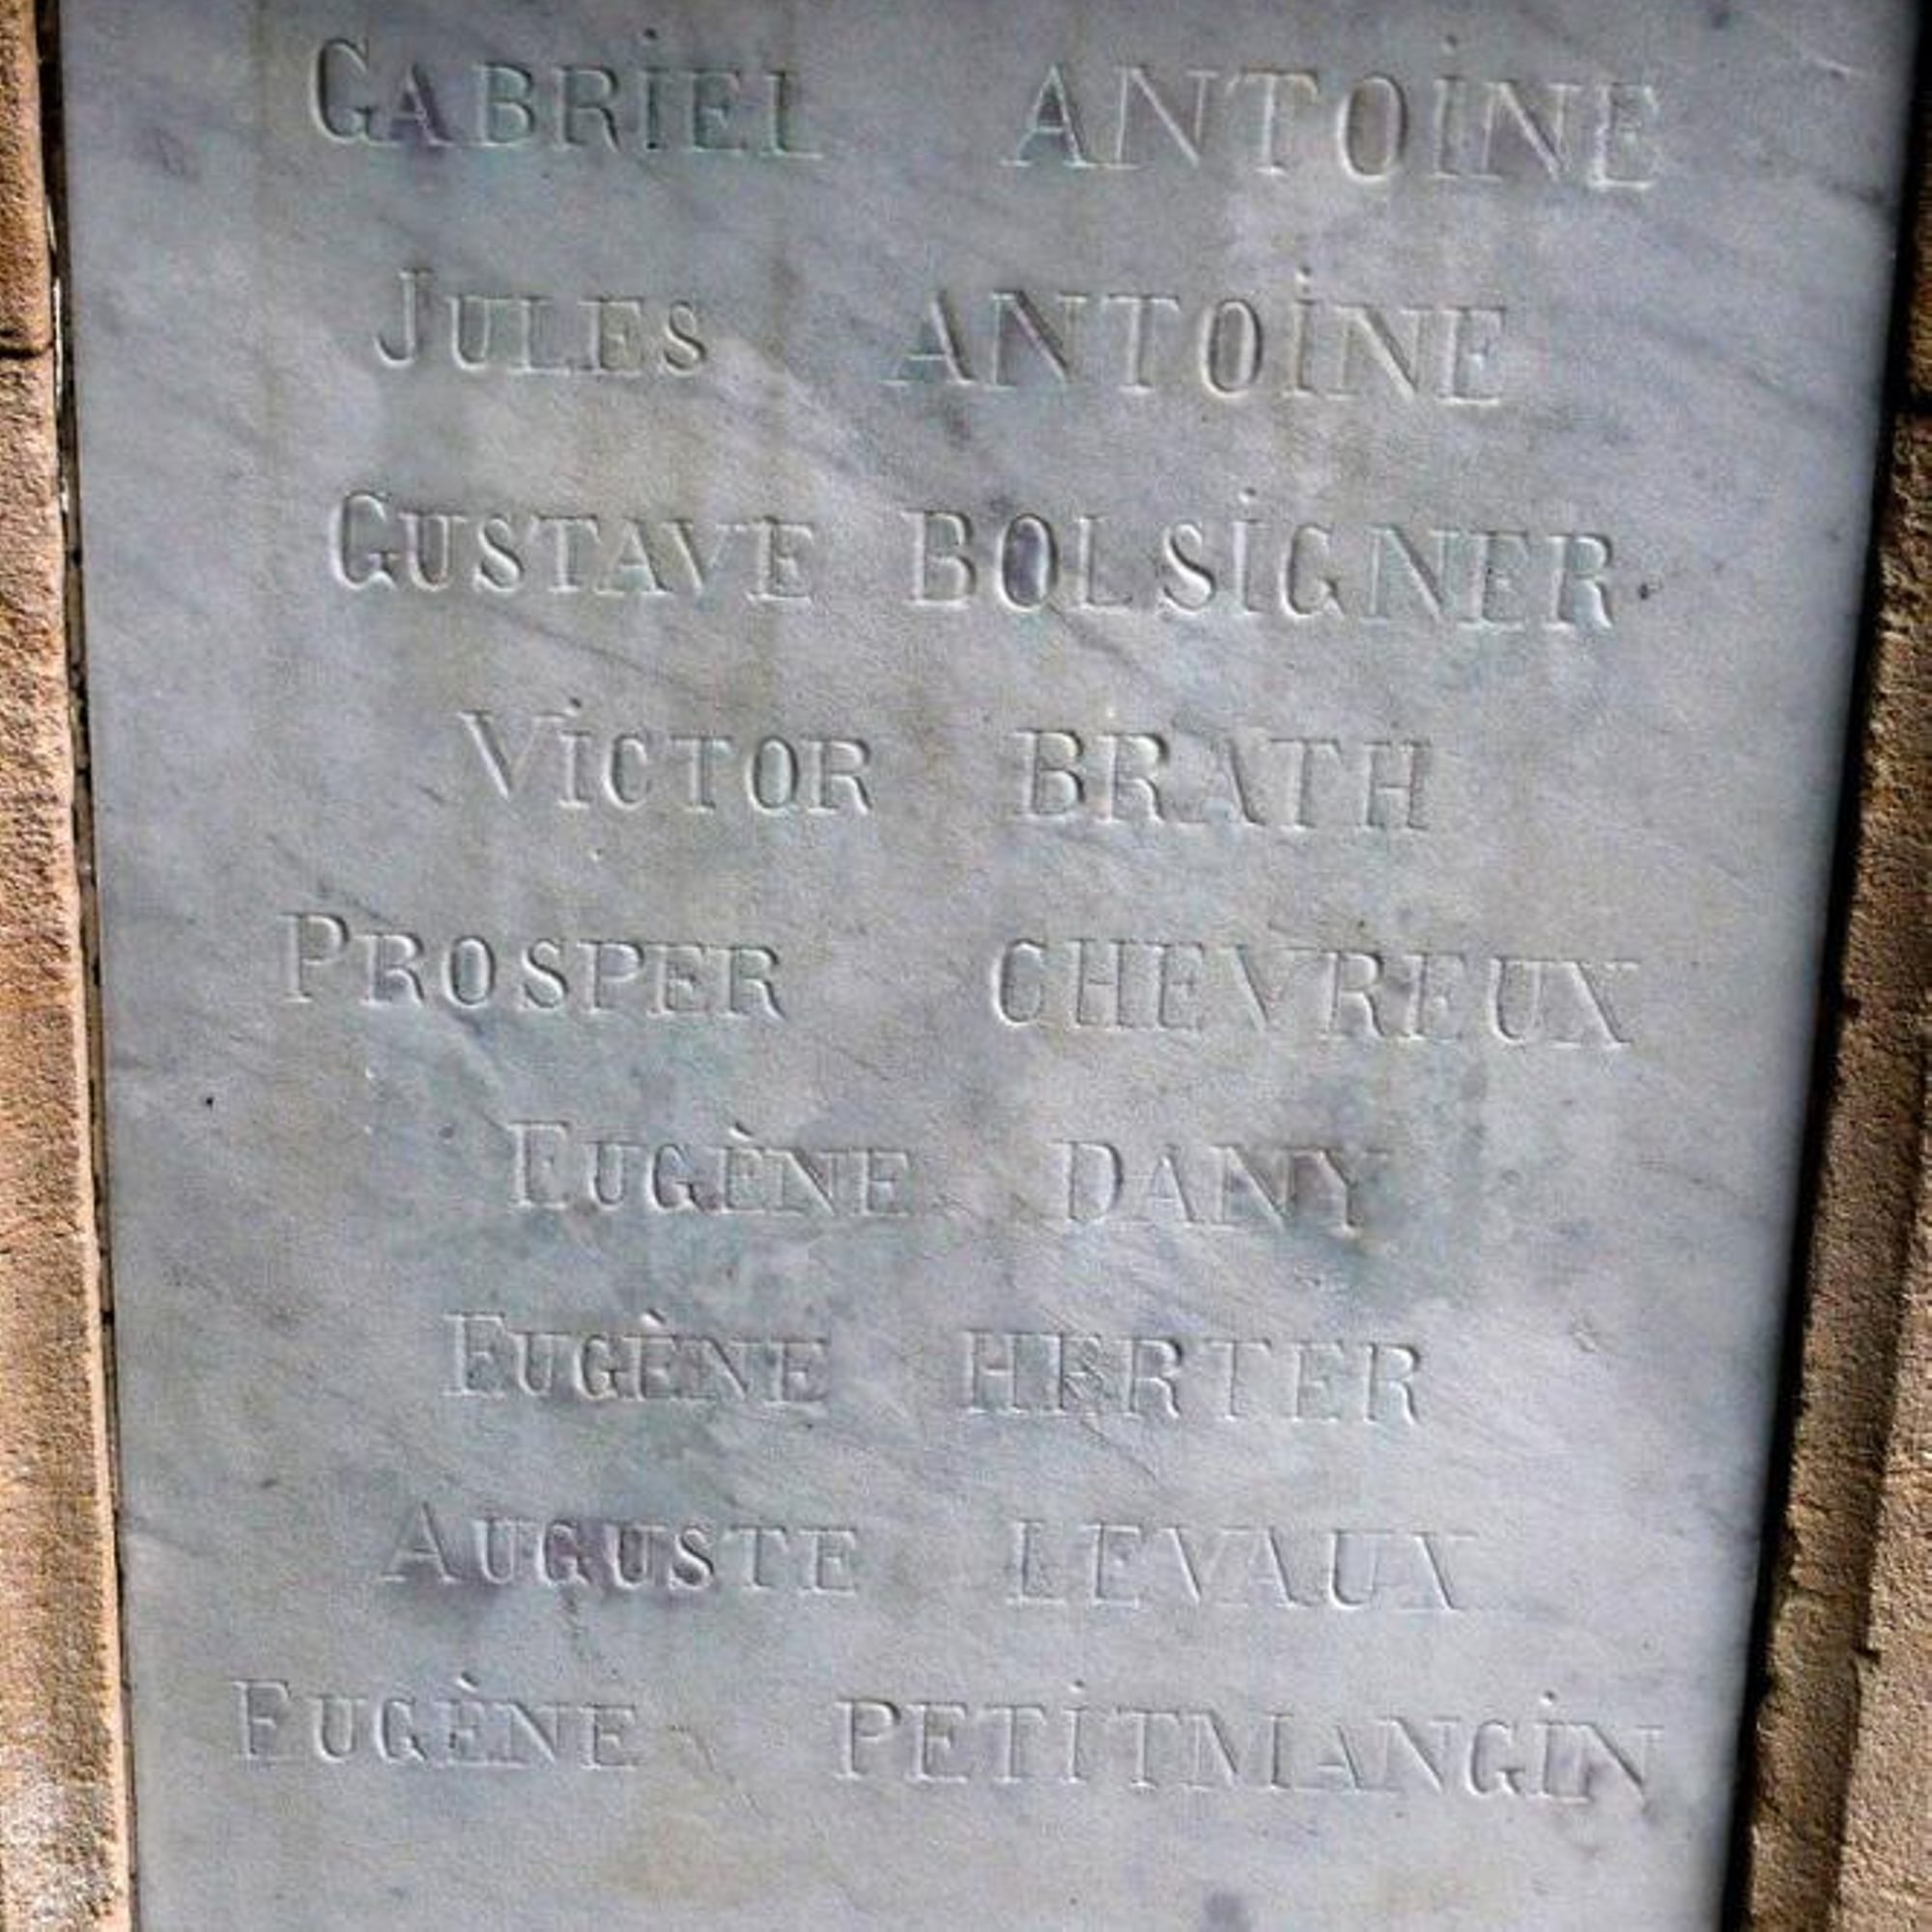 GABRIEL ANTOINE
JULES ANTOINE
GUSTAVE BOLSIGNER
VICTOR BRATH
PROSPER CHEVREUX
EUGÈNE DANY
EUGÈNE HERTER
AUGUSTE LEVAUX
EUGÈNE PETITMANGIN